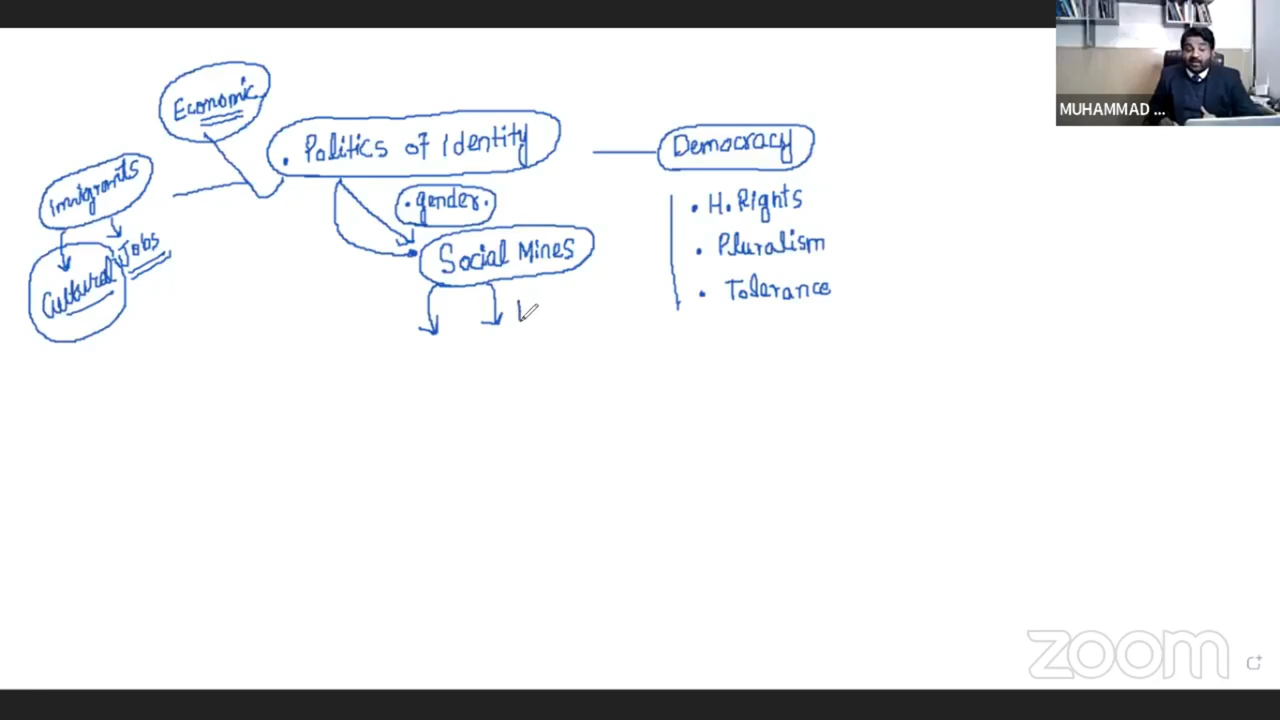 MUHAMMAD ...
Economic
. Politics of Identity
Democracy
Immigrants
. gender.
. H. Rights
Jobs
Social Mines
. Pluralism
Cultural
. Tolerance
zoom